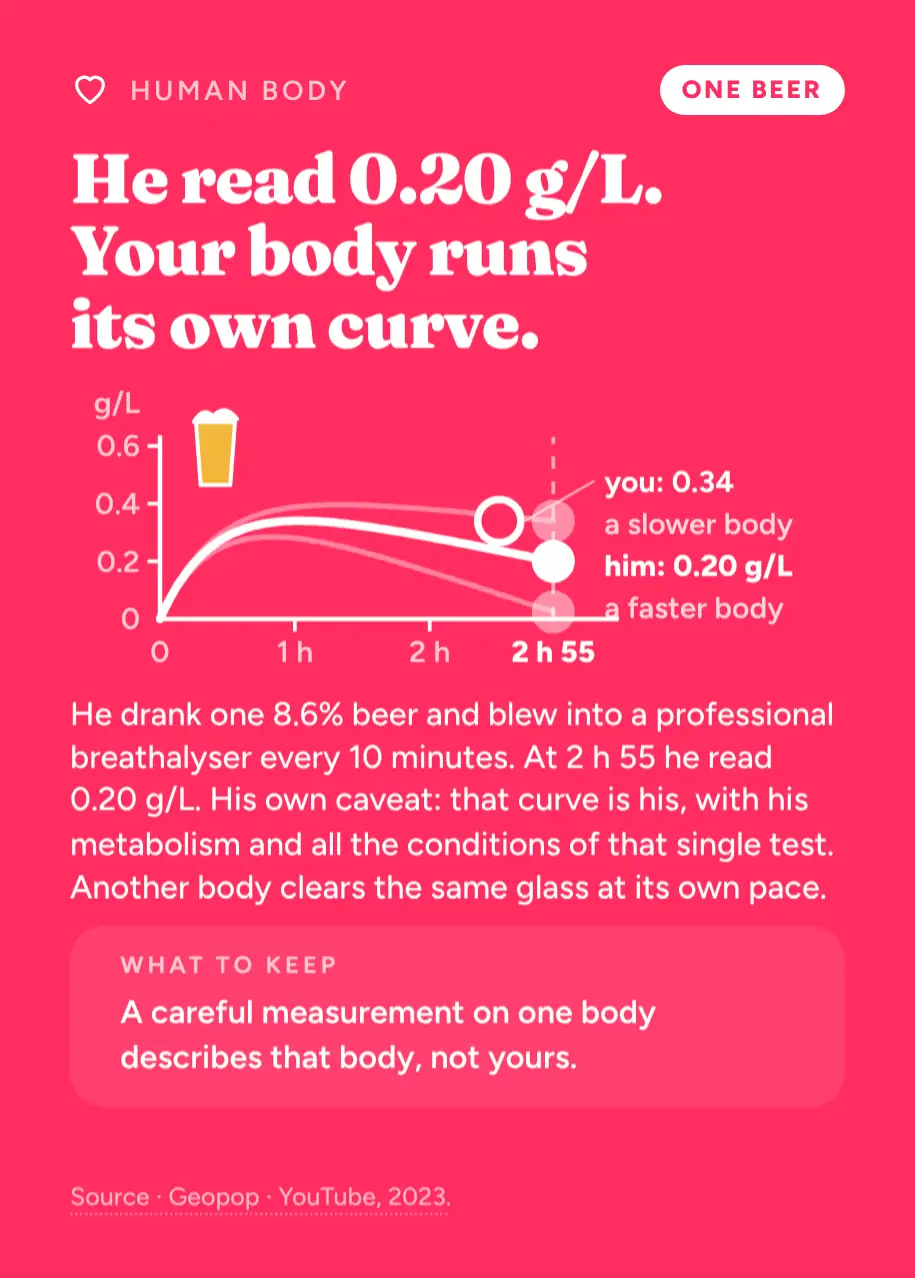 HUMAN BODY
ONE BEER
He read 0.20 g/L.
Your body runs
its own curve.
g/L
0.6
0.4
0.2
0
0
1 h
2 h
2 h 55
you: 0.34
a slower body
him: 0.20 g/L
a faster body
He drank one 8.6% beer and blew into a professional
breathalyser every 10 minutes. At 2 h 55 he read
0.20 g/L. His own caveat: that curve is his, with his
metabolism and all the conditions of that single test.
Another body clears the same glass at its own pace.
WHAT TO KEEP
A careful measurement on one body
describes that body, not yours.
Source · Geopop · YouTube, 2023.